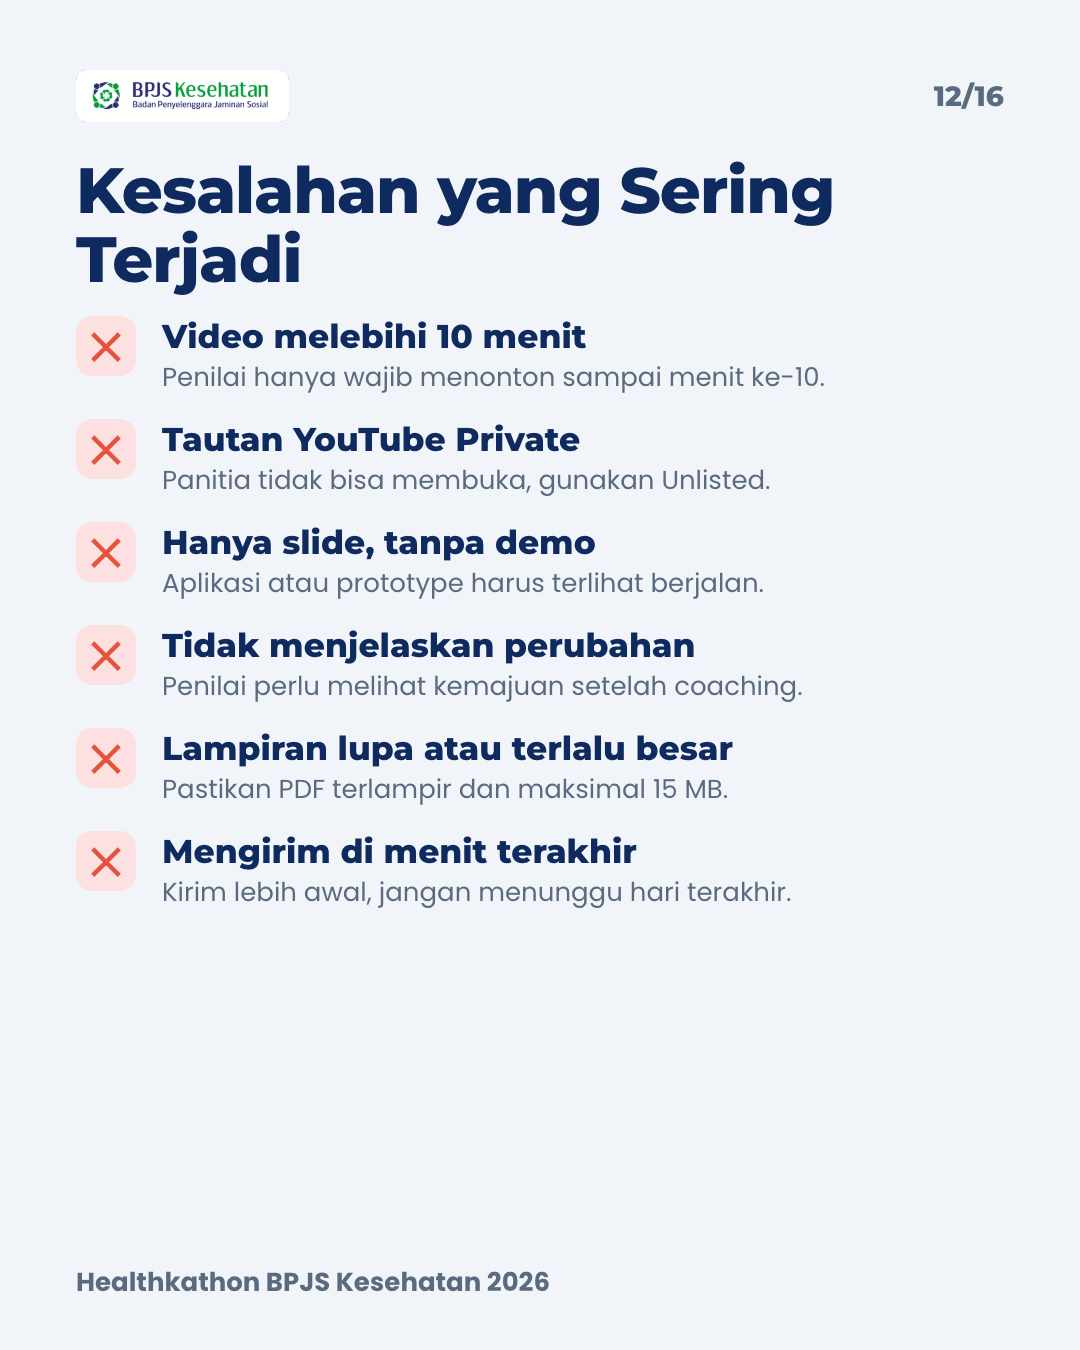 BPJS Kesehatan
Badan Penyelenggara Jaminan Sosial
12/16
Kesalahan yang Sering
Terjadi
Video melebihi 10 menit
Penilai hanya wajib menonton sampai menit ke-10.
Tautan YouTube Private
Panitia tidak bisa membuka, gunakan Unlisted.
Hanya slide, tanpa demo
Aplikasi atau prototype harus terlihat berjalan.
Tidak menjelaskan perubahan
Penilai perlu melihat kemajuan setelah coaching.
Lampiran lupa atau terlalu besar
Pastikan PDF terlampir dan maksimal 15 MB.
Mengirim di menit terakhir
Kirim lebih awal, jangan menunggu hari terakhir.
Healthkathon BPJS Kesehatan 2026